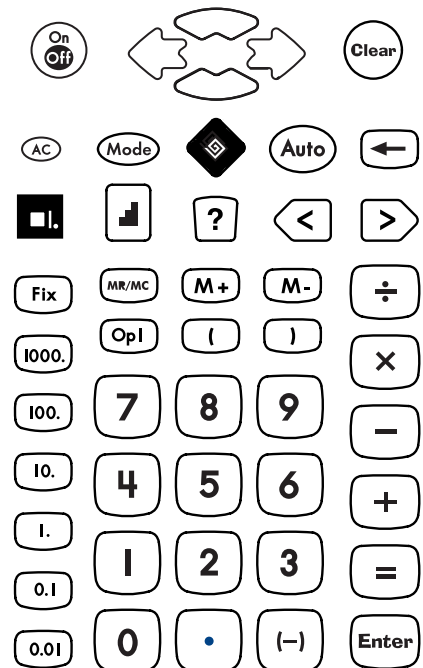 On
Off
Clear
AC
Mode
Auto
←
■1.
?
<
>
Fix
MR/MC
M+
M-
÷
Op1
(
)
1000.
×
100.
7
8
9
−
10.
4
5
6
+
1.
1
2
3
=
0.1
0.01
0
.
(−)
Enter